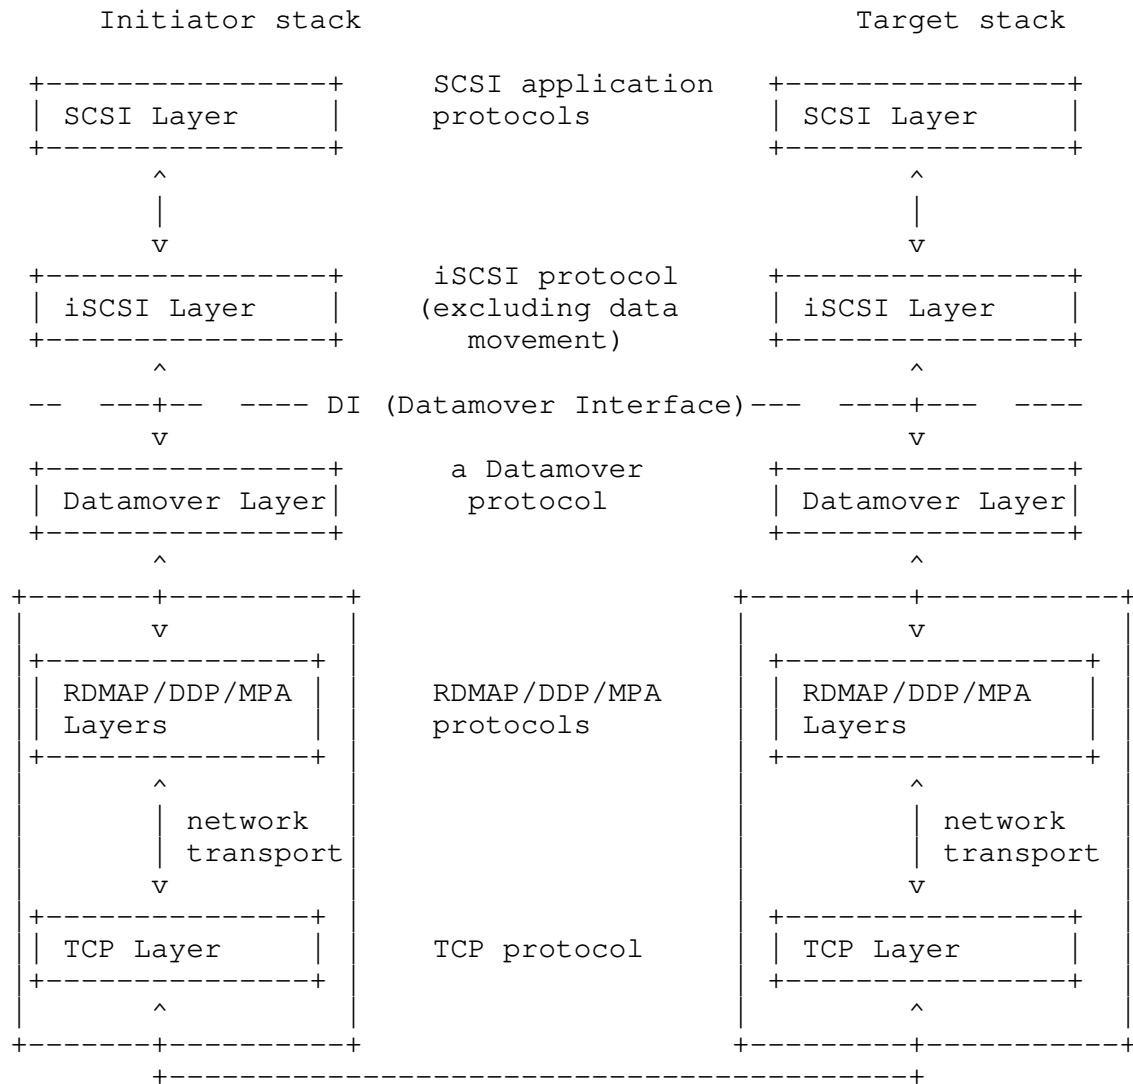 Initiator stack Target stack
SCSI application
SCSI Layer protocols SCSI Layer
iSCSI protocol
iSCSI Layer (excluding data iSCSI Layer
movement)
DI (Datamover Interface)
a Datamover
Datamover Layer protocol Datamover Layer
RDMAP/DDP/MPA RDMAP/DDP/MPA RDMAP/DDP/MPA
Layers protocols Layers
network network
transport transport
TCP Layer TCP protocol TCP Layer